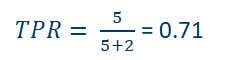 TPR = 5/5+2 = 0.71